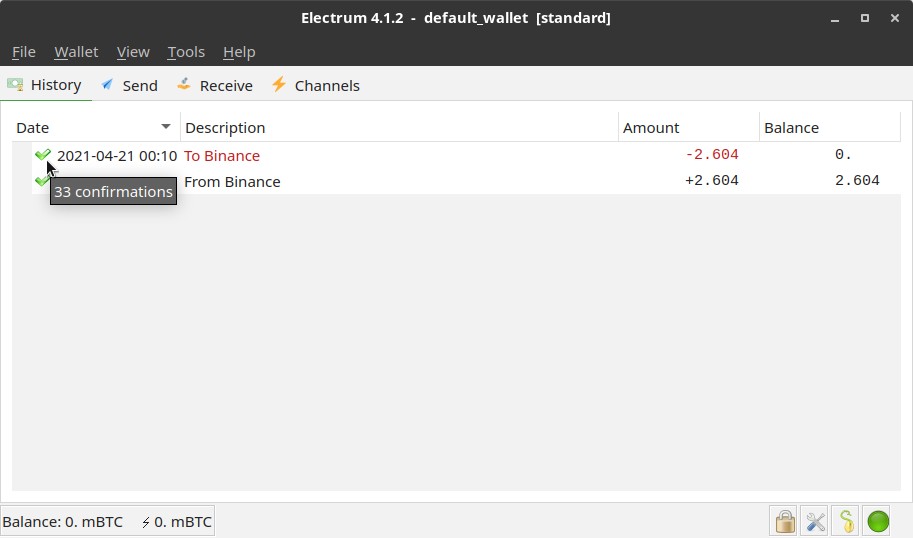 Electrum 4.1.2 - default_wallet [standard]
File Wallet View Tools Help
History Send Receive Channels
Date Description Amount Balance
2021-04-21 00:10 To Binance -2.604 0.
From Binance +2.604 2.604
33 confirmations
Balance: 0. mBTC ⚡ 0. mBTC